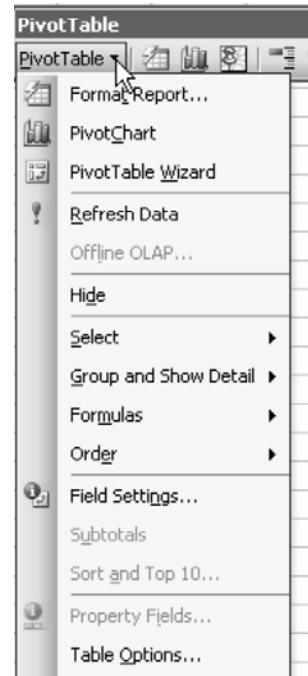 PivotTable
PivotTable
Format Report...
PivotChart
PivotTable Wizard
Refresh Data
Offline OLAP...
Hide
Select
Group and Show Detail
Formulas
Order
Field Settings...
Subtotals
Sort and Top 10...
Property Fields...
Table Options...